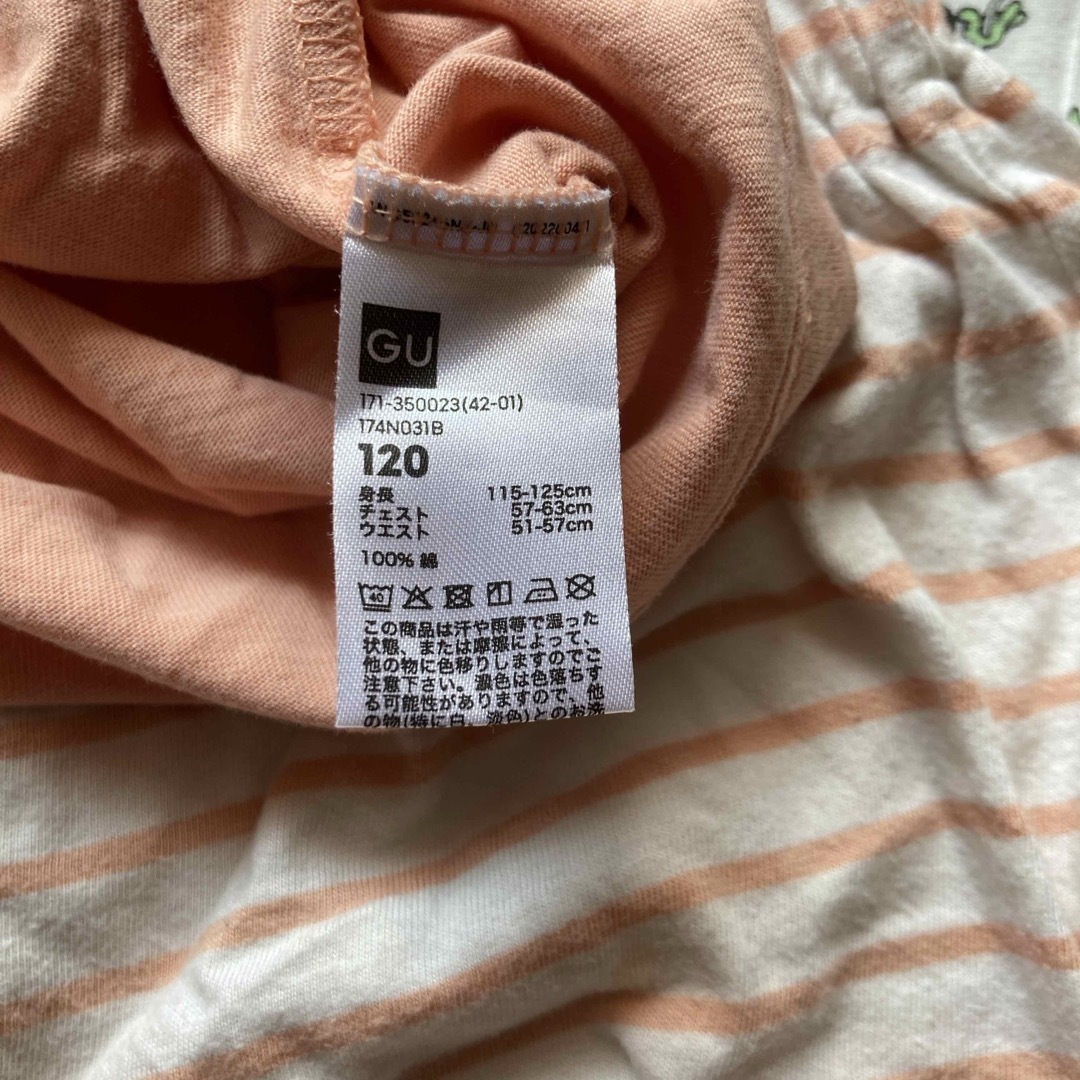 GU
171-350023(42-01)
174N031B
120
身長 115-125cm
チェスト 57-63cm
ウエスト 51-57cm
100% 綿
40
この商品は汗や雨等で湿った
状態、または摩擦によって、
他の物に色移りしますのでご
注意下さい。濃色は色落ちす
る可能性がありますので、他
の物(特に白、淡色)とのお洗